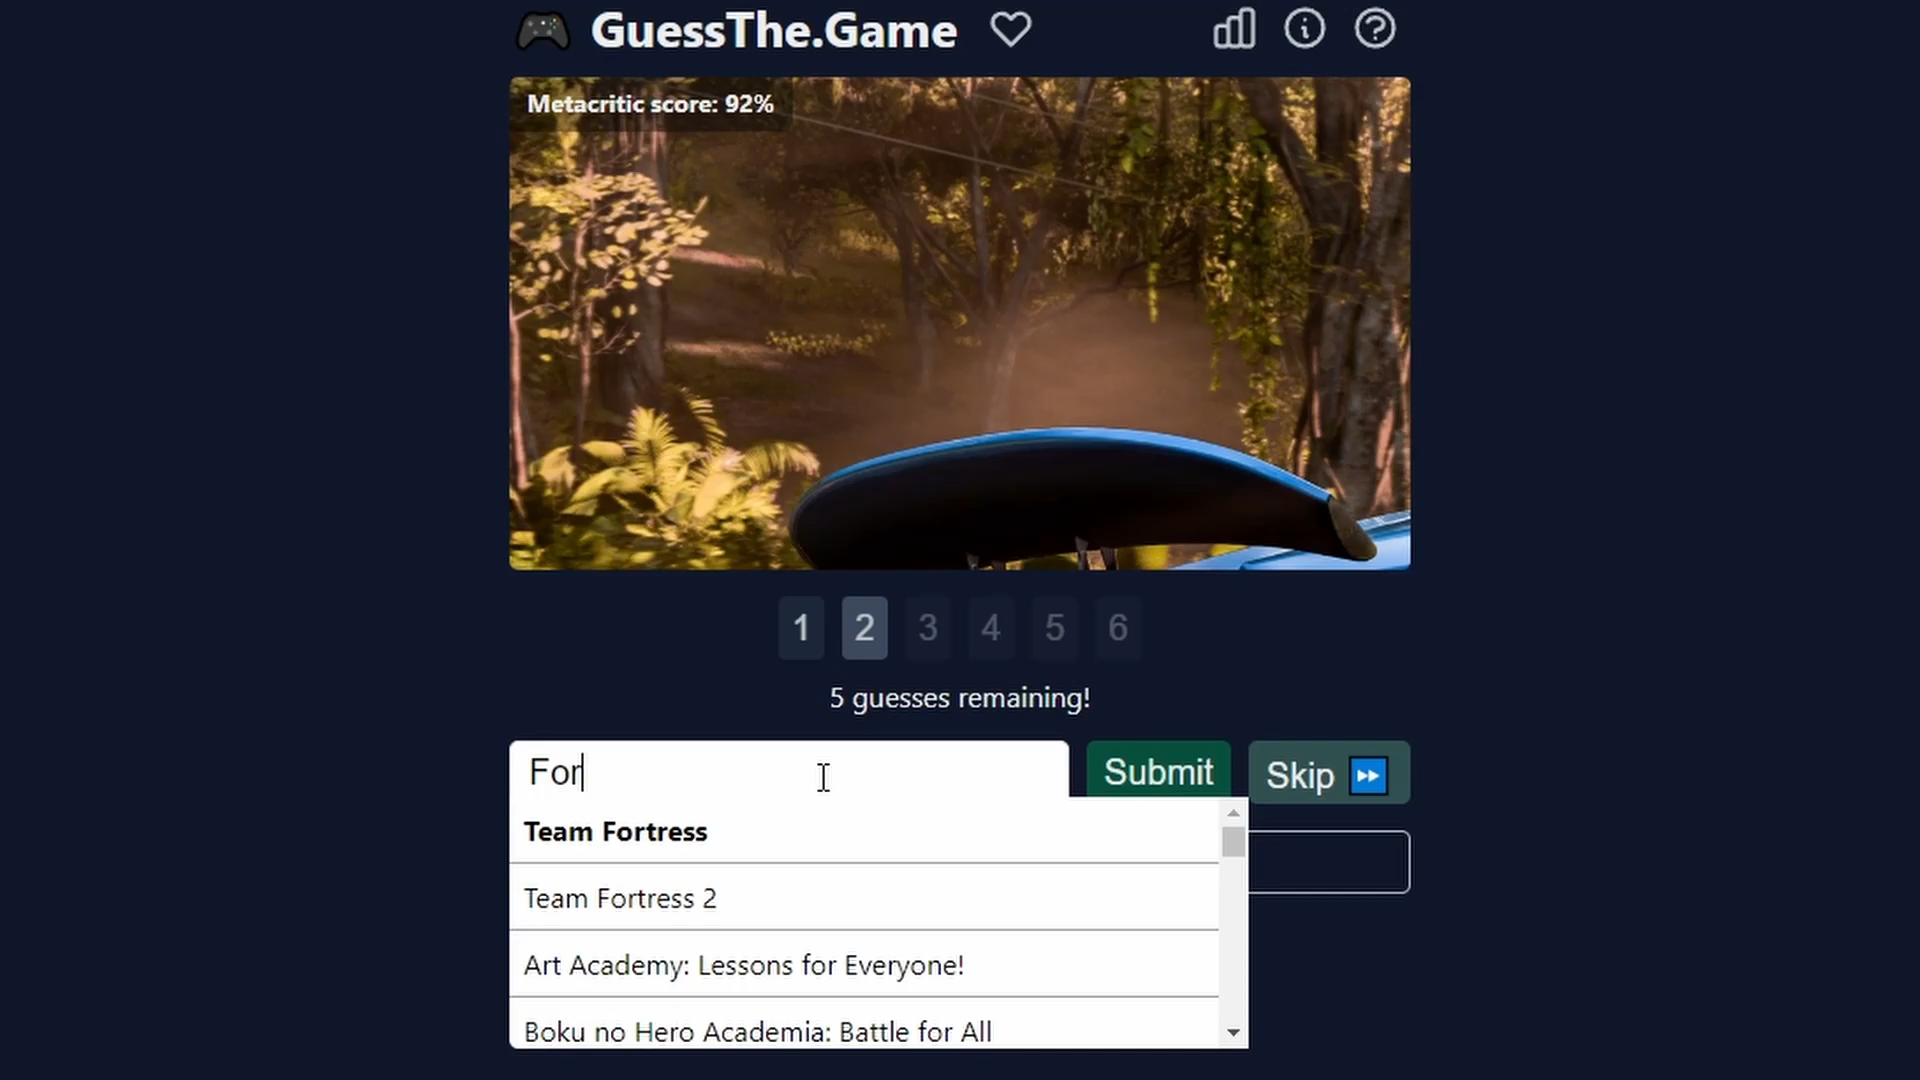 GuessThe.Game
Metacritic score: 92%
1 2 3 4 5 6
5 guesses remaining!
For
Submit
Skip
Team Fortress
Team Fortress 2
Art Academy: Lessons for Everyone!
Boku no Hero Academia: Battle for All